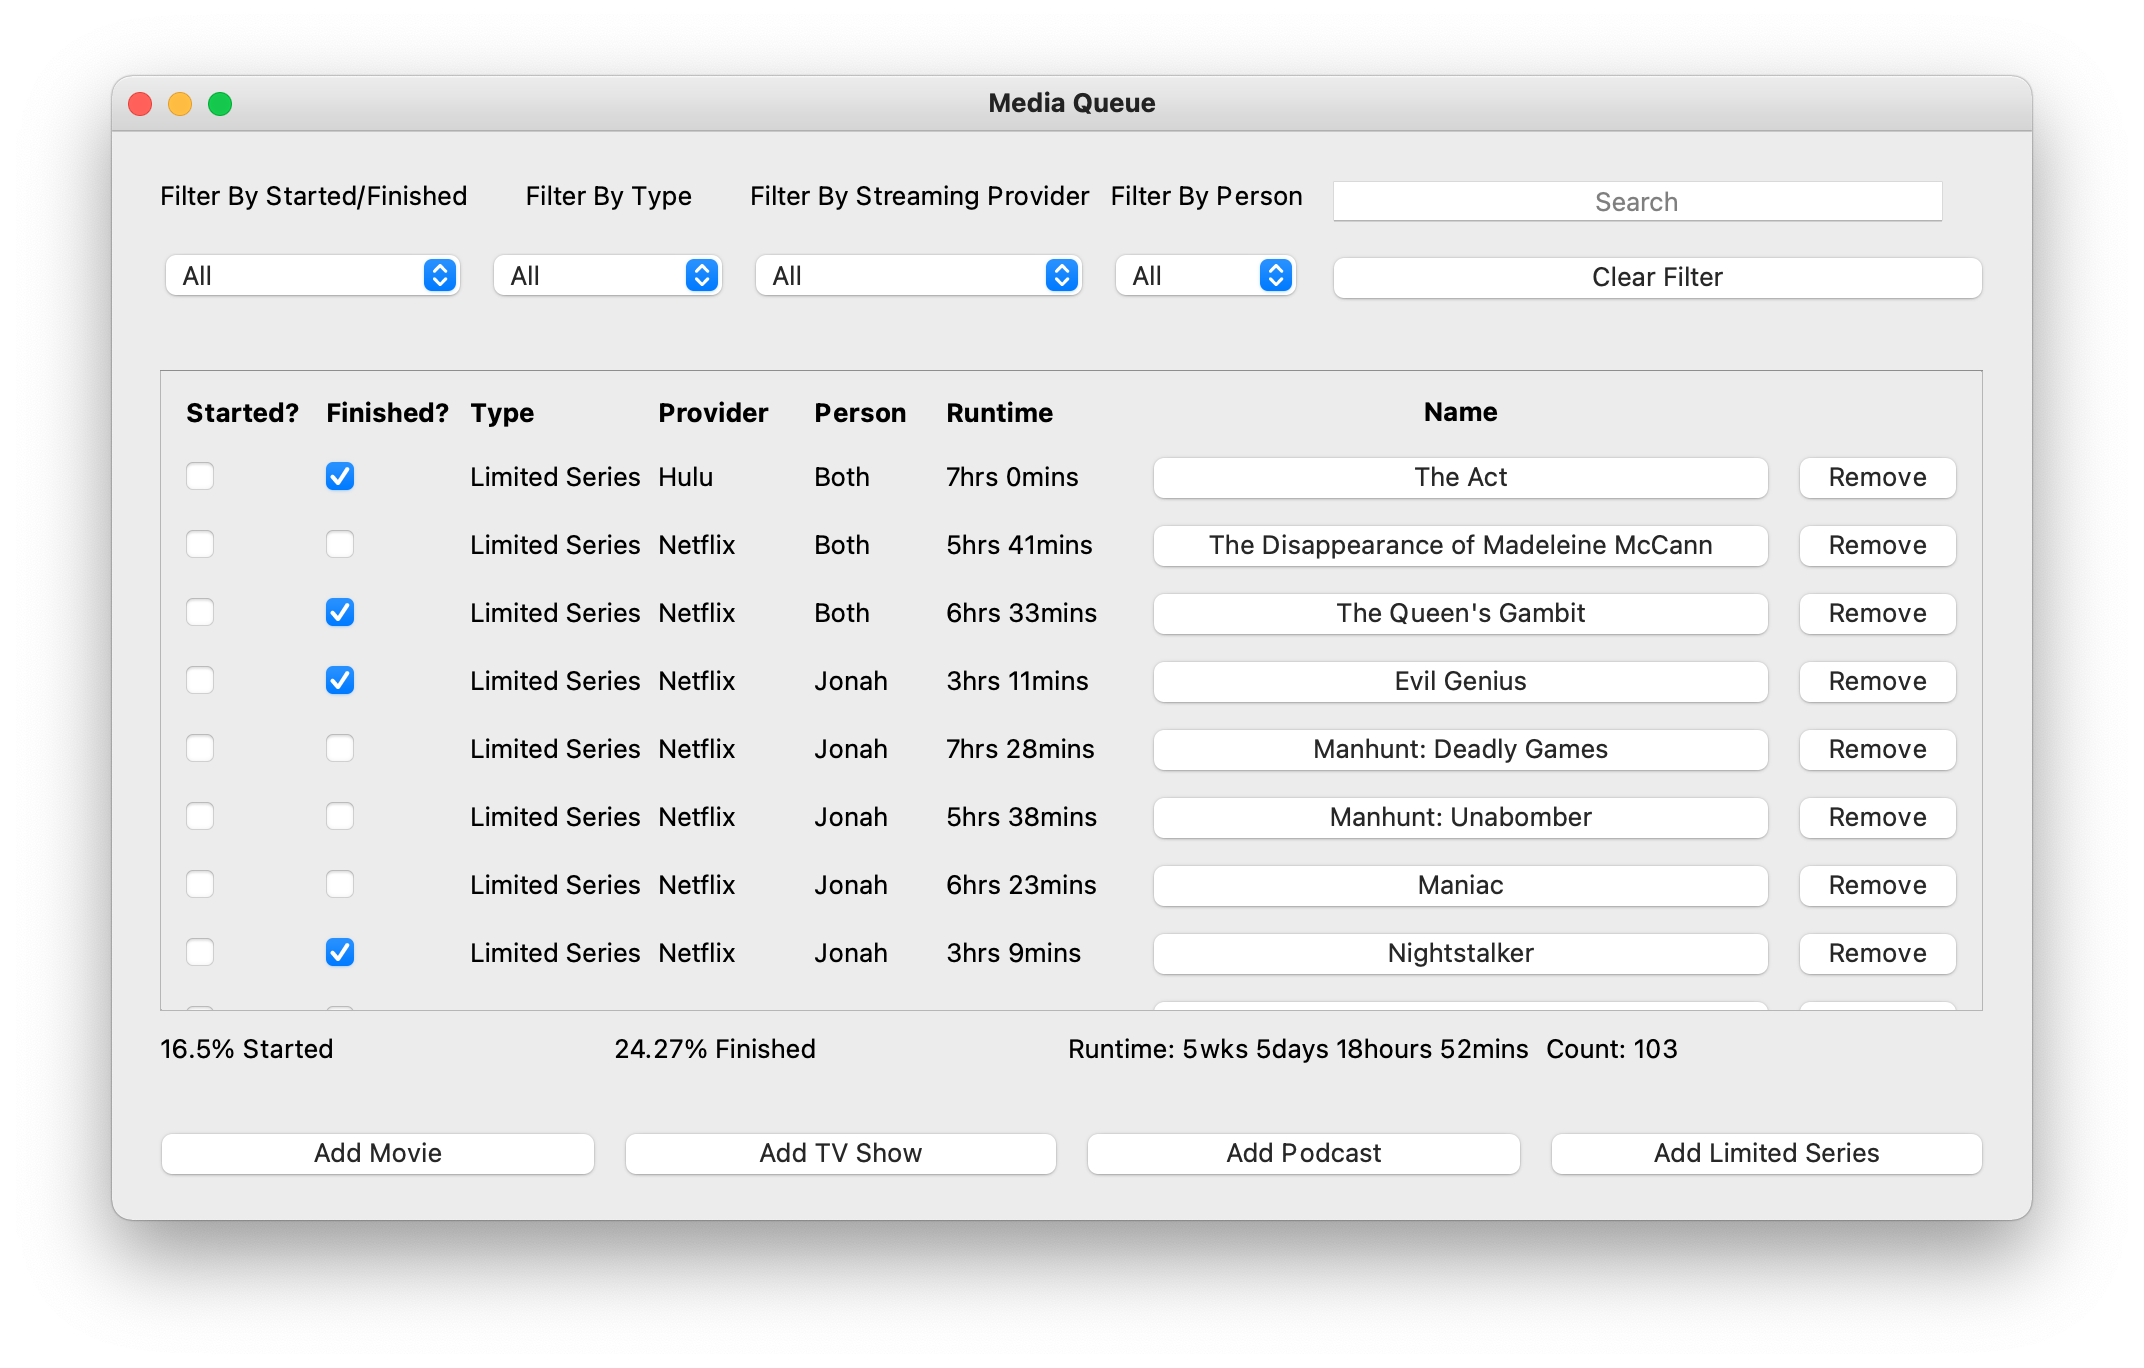 Media Queue
Filter By Started/Finished Filter By Type Filter By Streaming Provider Filter By Person Search
All All All All Clear Filter
Started? Finished? Type Provider Person Runtime Name
Limited Series Hulu Both 7hrs 0mins The Act Remove
Limited Series Netflix Both 5hrs 41mins The Disappearance of Madeleine McCann Remove
Limited Series Netflix Both 6hrs 33mins The Queen's Gambit Remove
Limited Series Netflix Jonah 3hrs 11mins Evil Genius Remove
Limited Series Netflix Jonah 7hrs 28mins Manhunt: Deadly Games Remove
Limited Series Netflix Jonah 5hrs 38mins Manhunt: Unabomber Remove
Limited Series Netflix Jonah 6hrs 23mins Maniac Remove
Limited Series Netflix Jonah 3hrs 9mins Nightstalker Remove
16.5% Started 24.27% Finished Runtime: 5wks 5days 18hours 52mins Count: 103
Add Movie Add TV Show Add Podcast Add Limited Series